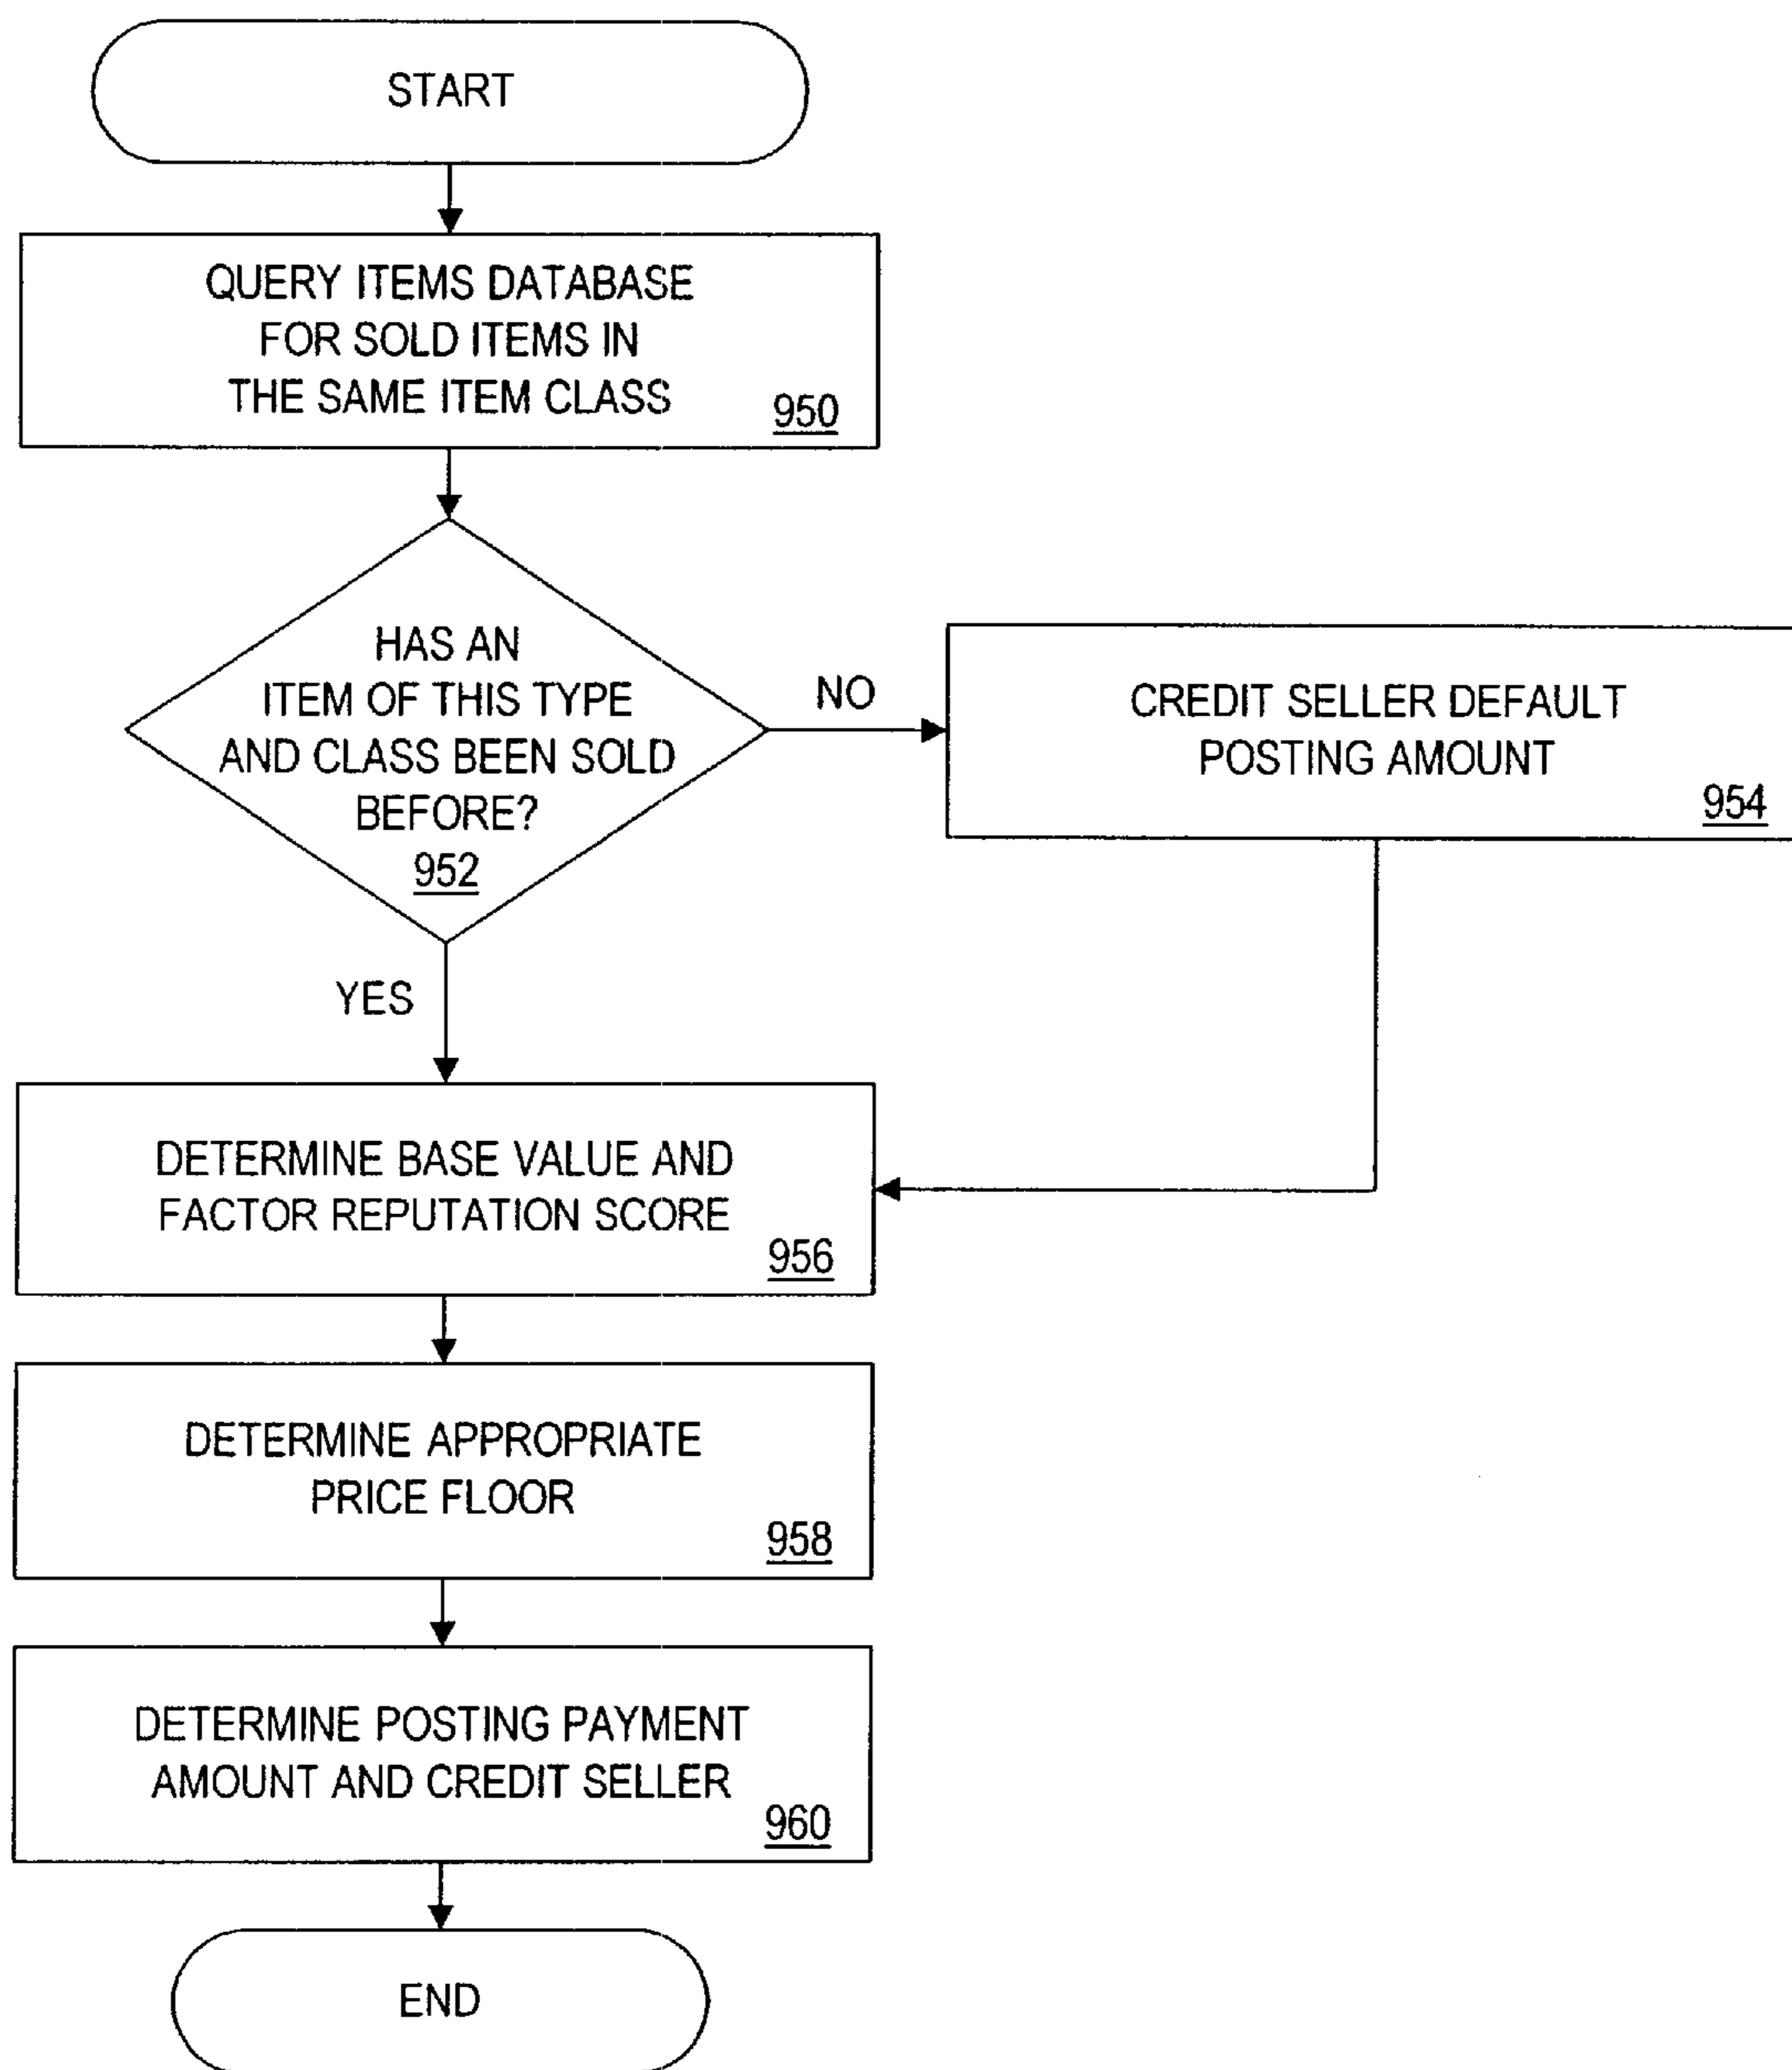 START
QUERY ITEMS DATABASE
FOR SOLD ITEMS IN
THE SAME ITEM CLASS
950
HAS AN
ITEM OF THIS TYPE
AND CLASS BEEN SOLD
BEFORE?
952
NO
CREDIT SELLER DEFAULT
POSTING AMOUNT
954
YES
DETERMINE BASE VALUE AND
FACTOR REPUTATION SCORE
956
DETERMINE APPROPRIATE
PRICE FLOOR
958
DETERMINE POSTING PAYMENT
AMOUNT AND CREDIT SELLER
960
END